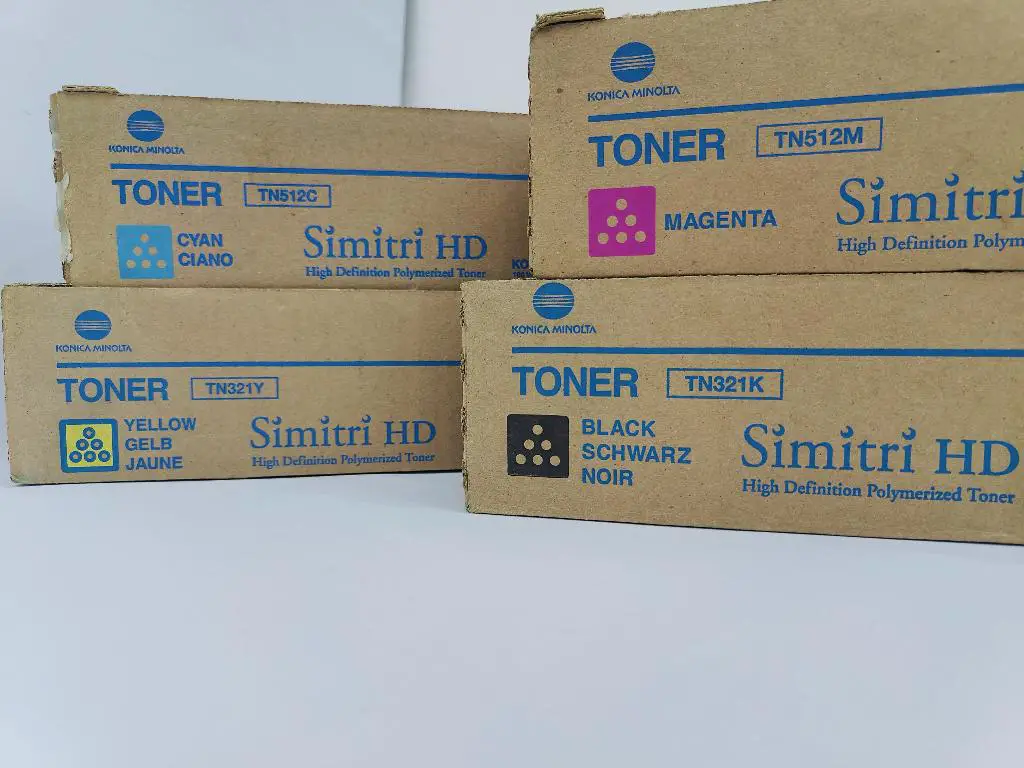 KONICA MINOLTA
TONER TN512C
CYAN
CIANO
Simitri HD
High Definition Polymerized Toner
KONICA MINOLTA
TONER TN512M
MAGENTA
Simitri
High Definition Polym
KONICA MINOLTA
TONER TN321Y
YELLOW
GELB
JAUNE
Simitri HD
High Definition Polymerized Toner
KONICA MINOLTA
TONER TN321K
BLACK
SCHWARZ
NOIR
Simitri HD
High Definition Polymerized Toner